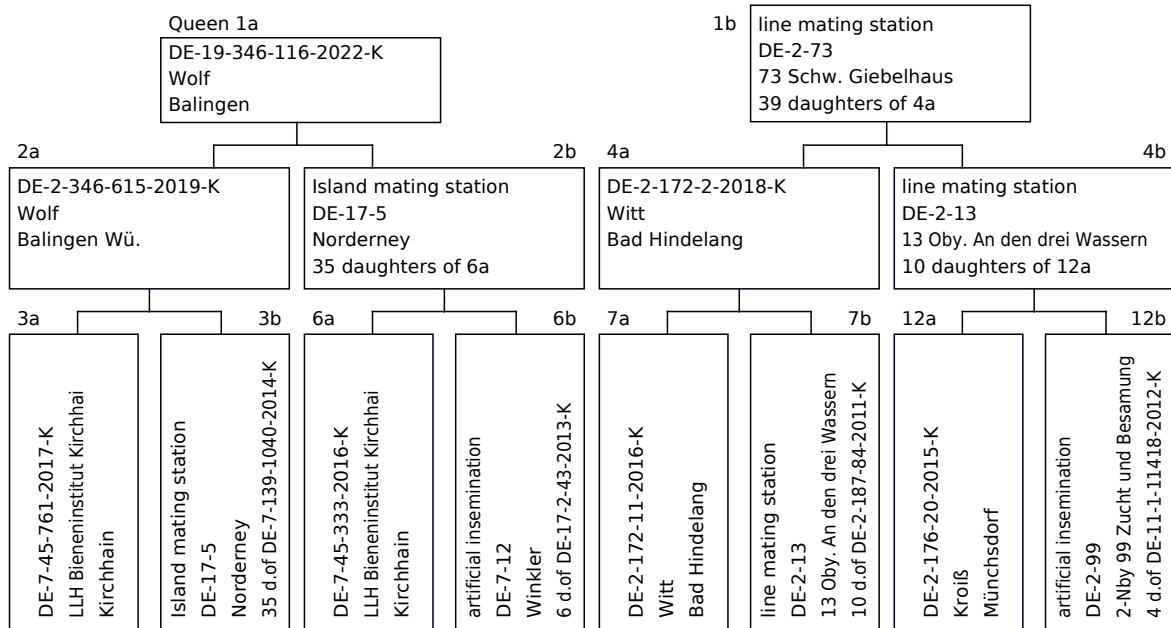 Queen 1a
DE-19-346-116-2022-K
Wolf
Balingen
1b
line mating station
DE-2-73
73 Schw. Giebelhaus
39 daughters of 4a
2a
DE-2-346-615-2019-K
Wolf
Balingen Wü.
2b
Island mating station
DE-17-5
Norderney
35 daughters of 6a
4a
DE-2-172-2-2018-K
Witt
Bad Hindelang
4b
line mating station
DE-2-13
13 Oby. An den drei Wassern
10 daughters of 12a
3a
DE-7-45-761-2017-K
LLH Bieneninstitut Kirchhai
Kirchhain
3b
Island mating station
DE-17-5
Norderney
35 d.of DE-7-139-1040-2014-K
6a
DE-7-45-333-2016-K
LLH Bieneninstitut Kirchhai
Kirchhain
6b
artificial insemination
DE-7-12
Winkler
6 d.of DE-17-2-43-2013-K
7a
DE-2-172-11-2016-K
Witt
Bad Hindelang
7b
line mating station
DE-2-13
13 Oby. An den drei Wassern
10 d.of DE-2-187-84-2011-K
12a
DE-2-176-20-2015-K
Kroiß
Münchsdorf
12b
artificial insemination
DE-2-99
2-Nby 99 Zucht und Besamung
4 d.of DE-11-1-11418-2012-K